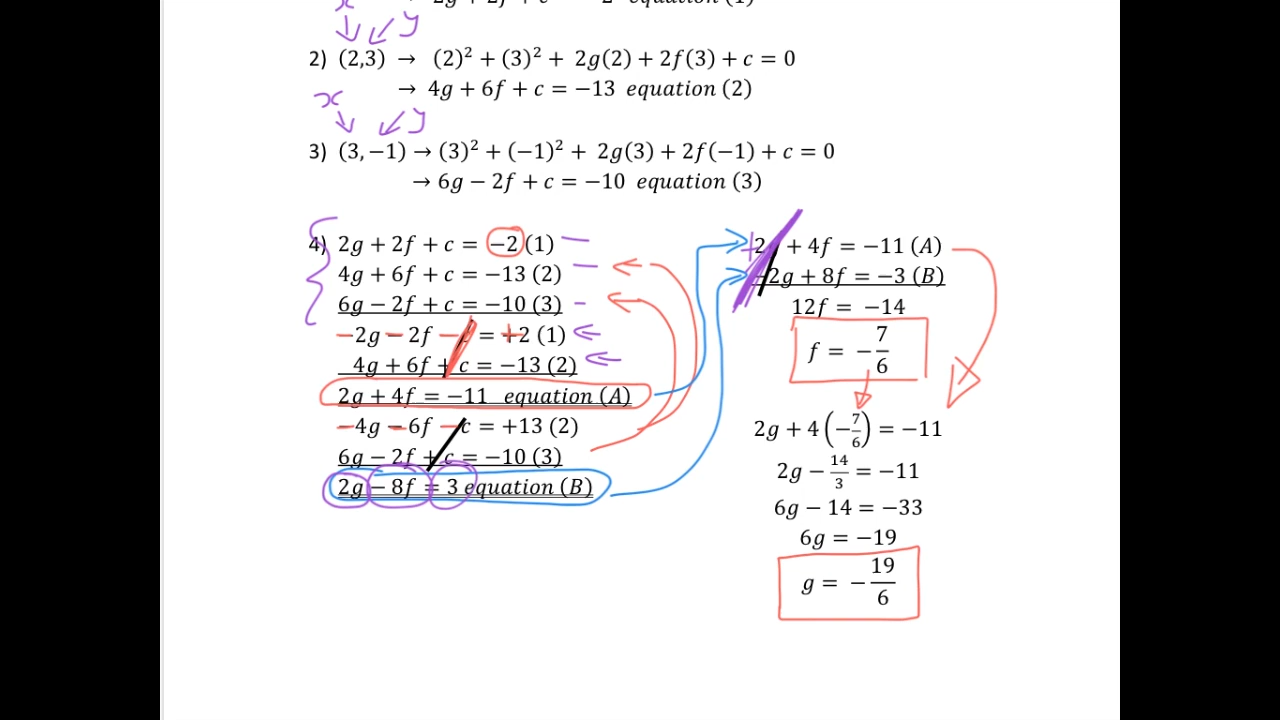 x → 2g + 2f + c = −2 equation (1)
y
2) (2,3) → (2)² + (3)² + 2g(2) + 2f(3) + c = 0
→ 4g + 6f + c = −13 equation (2)
x
y
3) (3,−1) → (3)² + (−1)² + 2g(3) + 2f(−1) + c = 0
→ 6g − 2f + c = −10 equation (3)
4) 2g + 2f + c = −2 (1)
4g + 6f + c = −13 (2)
6g − 2f + c = −10 (3)
−2g − 2f − c = +2 (1)
4g + 6f + c = −13 (2)
2g + 4f = −11 equation (A)
−4g − 6f − c = +13 (2)
6g − 2f + c = −10 (3)
2g − 8f = 3 equation (B)
+2g + 4f = −11 (A)
−2g + 8f = −3 (B)
12f = −14
f = −7/6
2g + 4(−7/6) = −11
2g − 14/3 = −11
6g − 14 = −33
6g = −19
g = −19/6